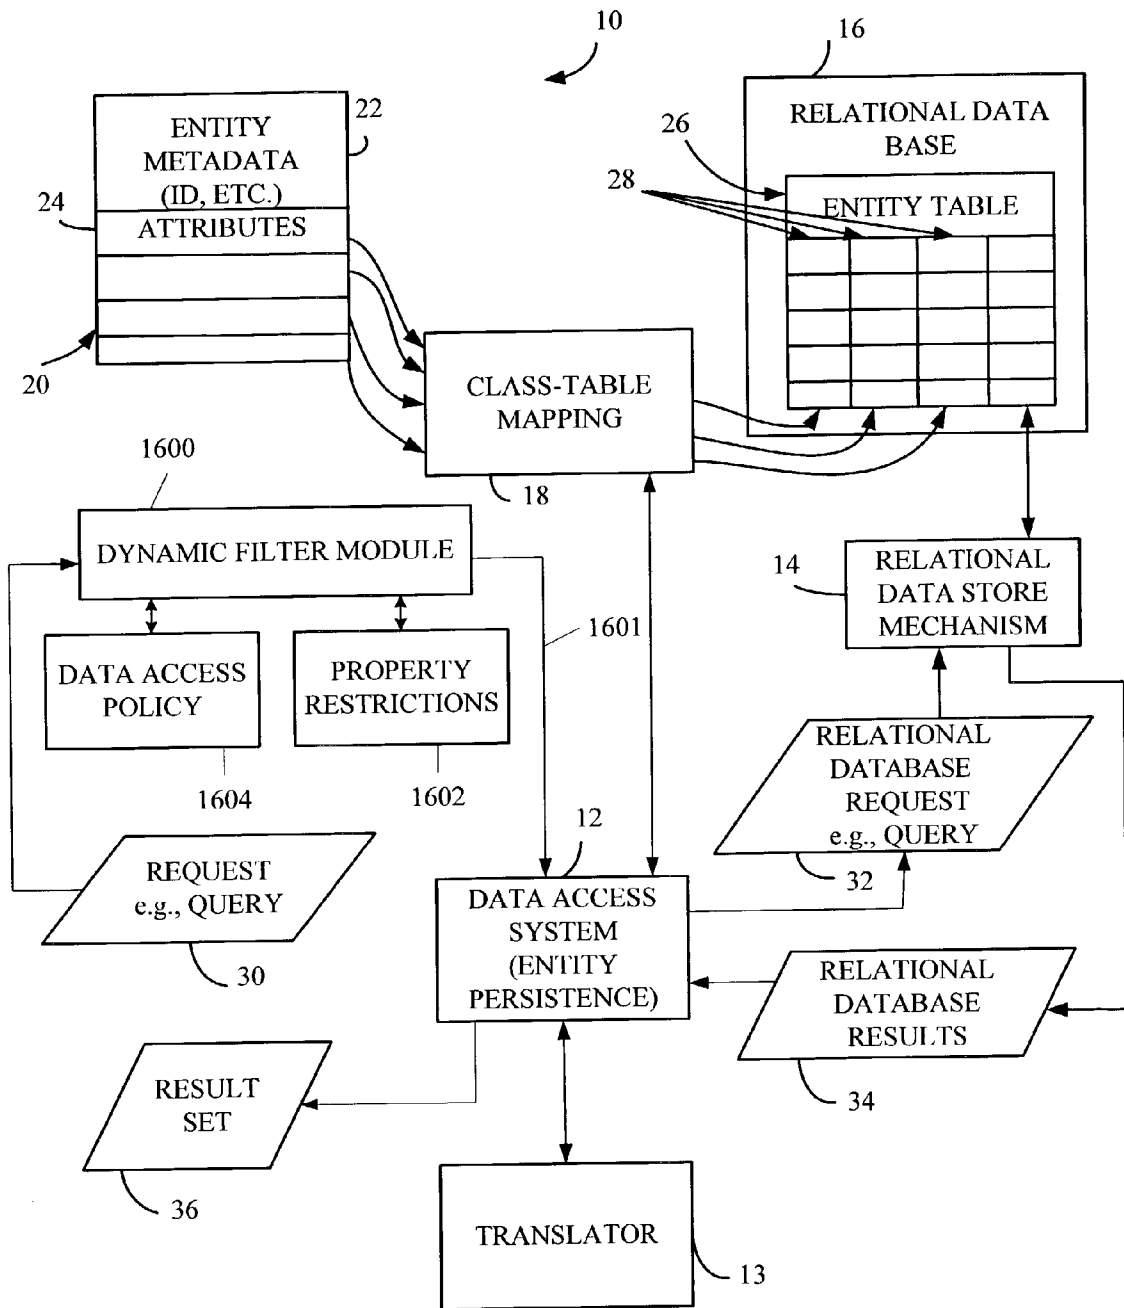 10
16
ENTITY
METADATA
(ID, ETC.)
22
24
ATTRIBUTES
20
RELATIONAL DATA
BASE
26
28
ENTITY TABLE
CLASS-TABLE
MAPPING
18
1600
DYNAMIC FILTER MODULE
1601
DATA ACCESS
POLICY
PROPERTY
RESTRICTIONS
1604
1602
14
RELATIONAL
DATA STORE
MECHANISM
RELATIONAL
DATABASE
REQUEST
e.g., QUERY
32
REQUEST
e.g., QUERY
30
12
DATA ACCESS
SYSTEM
(ENTITY
PERSISTENCE)
RELATIONAL
DATABASE
RESULTS
34
RESULT
SET
36
TRANSLATOR
13